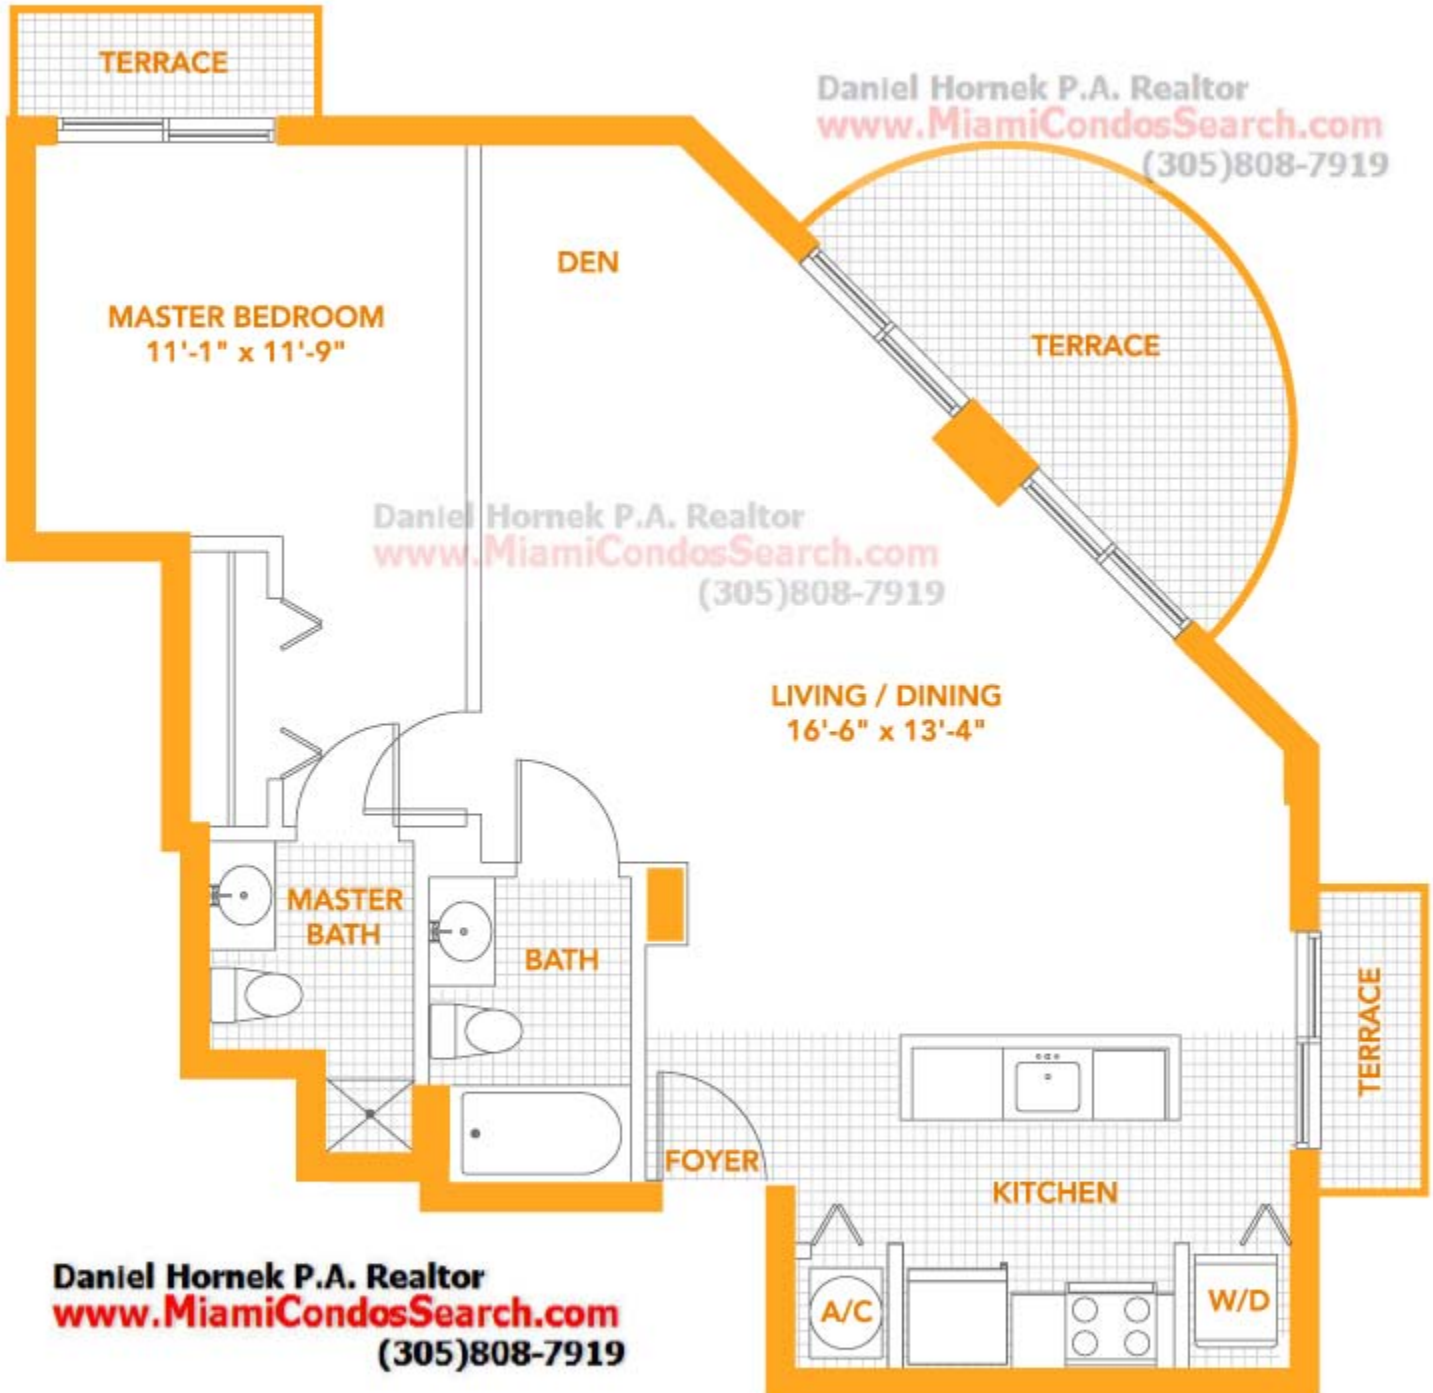 TERRACE
Daniel Hornek P.A. Realtor
www.MiamiCondosSearch.com
(305)808-7919
DEN
MASTER BEDROOM
11'-1" x 11'-9"
TERRACE
Daniel Hornek P.A. Realtor
www.MiamiCondosSearch.com
(305)808-7919
LIVING / DINING
16'-6" x 13'-4"
MASTER
BATH
BATH
TERRACE
FOYER
KITCHEN
A/C
W/D
Daniel Hornek P.A. Realtor
www.MiamiCondosSearch.com
(305)808-7919